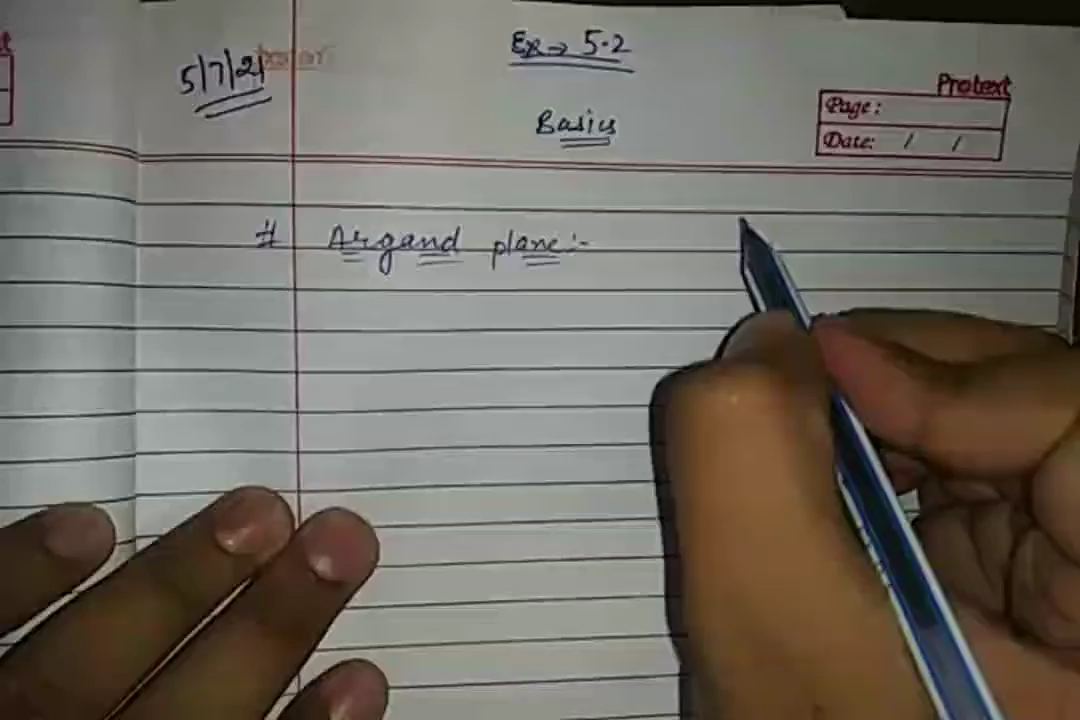 Ex → 5.2
5/7/21
Protext
Page:
Basics
Date: / /
# Argand plane:-